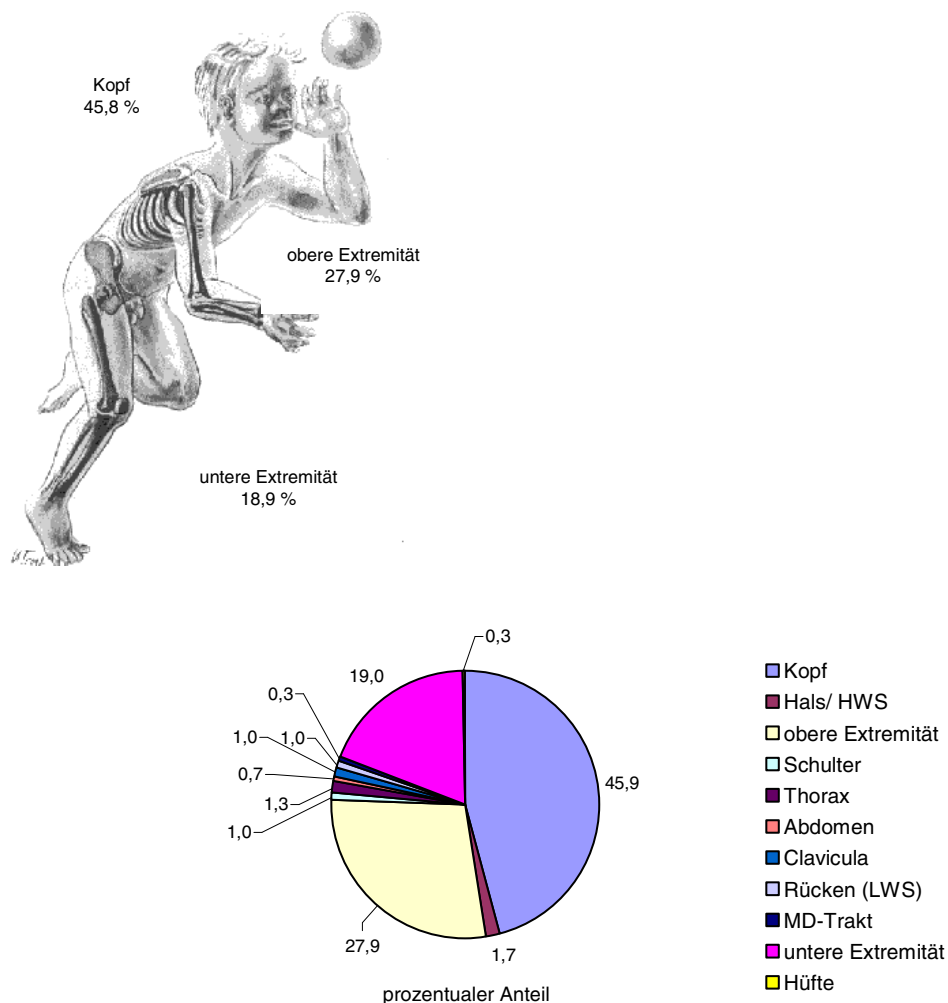 Kopf
45,8 %
obere Extremität
27,9 %
untere Extremität
18,9 %
0,3
19,0
0,3
1,0
1,0
0,7
1,3
1,0
45,9
27,9
1,7
prozentualer Anteil
Kopf
Hals/ HWS
obere Extremität
Schulter
Thorax
Abdomen
Clavicula
Rücken (LWS)
MD-Trakt
untere Extremität
Hüfte